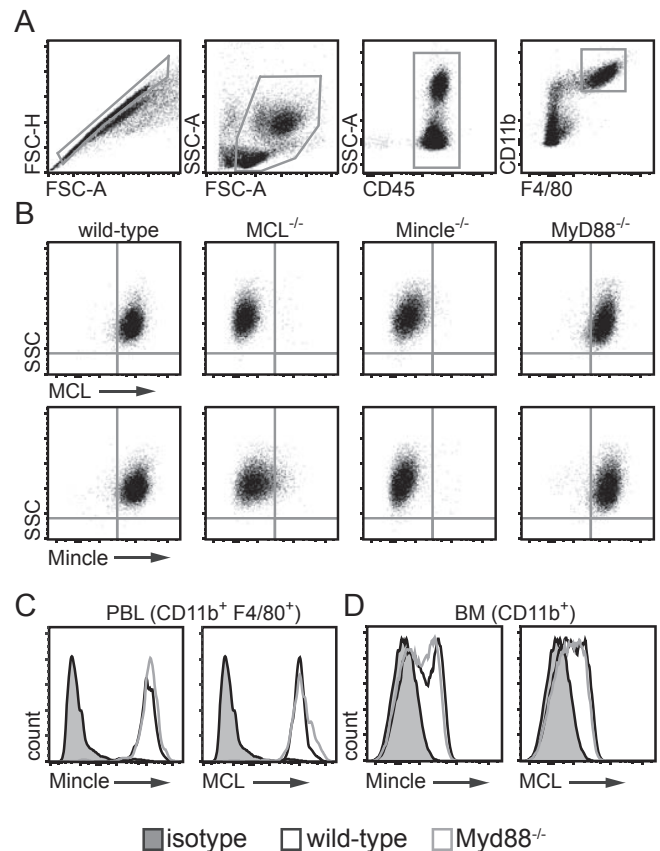 A
FSC-H
FSC-A
SSC-A
FSC-A
SSC-A
CD45
CD11b
F4/80
B
wild-type
MCL-/-
Mincle-/-
MyD88-/-
SSC
MCL
SSC
Mincle
C
PBL (CD11b+ F4/80+)
D
BM (CD11b+)
count
Mincle
MCL
count
Mincle
MCL
isotype
wild-type
Myd88-/-